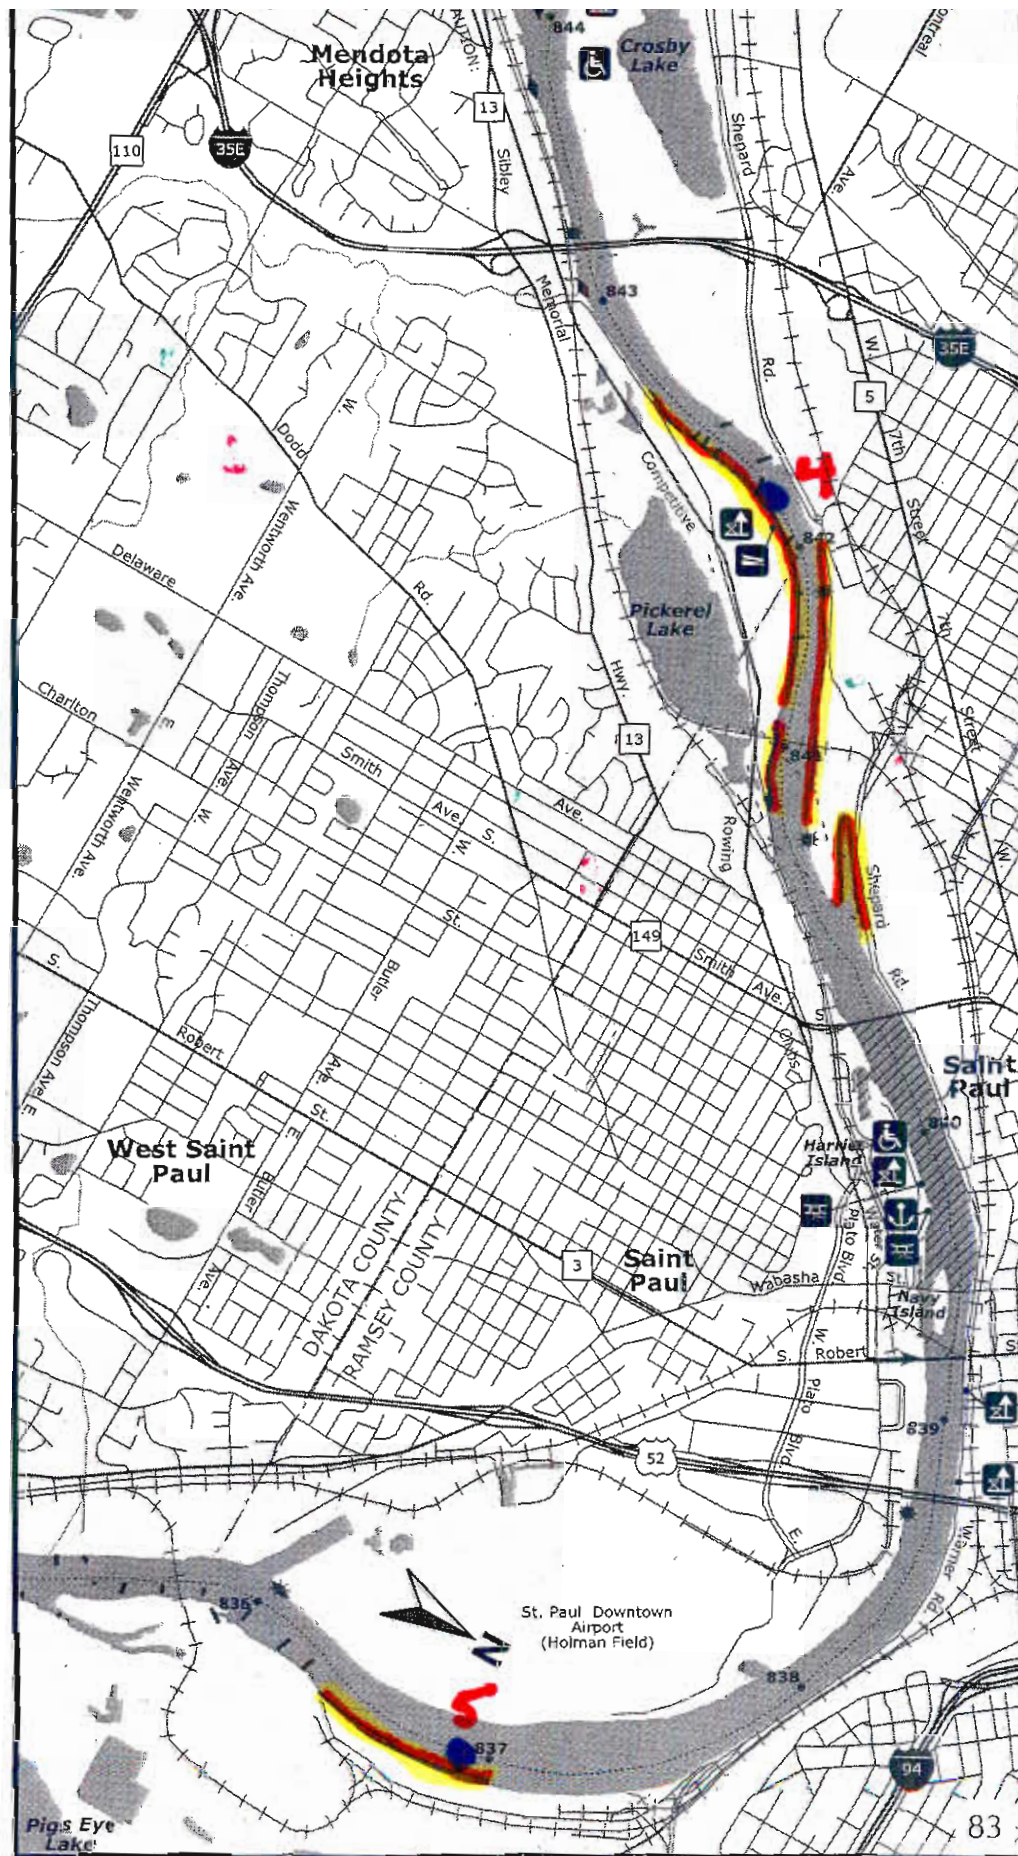 844
Crosby
Lake
Mendota
Heights
AUTION:
13
110
35E
Sibley
Shepard
Ave.
Memorial
843
35E
W.
5
Rd.
7th
W.
Dodd
Competitive
4
Street
842
Delaware
Wentworth Ave.
Rd.
Pickerel
Lake
7th
Charlton
E.
Thompson
Hwy.
13
Street
Smith
Ave.
841
Ave.
W.
Wentworth Ave.
Ave. S.
W.
Ave.
Rowing
W.
Shepard
St.
149
Smith
Ave.
Rd.
S.
Butler
S.
Thompson Ave.
E.
Robert
Ave.
St.
Clubs
Saint
Paul
840
West Saint
Paul
E.
Butler
Ave.
Harriet
Island
Water St.
Plato Blvd
DAKOTA COUNTY
RAMSEY COUNTY
3
Saint
Paul
Wabasha
St.
Navy
Island
W.
S. Robert
S
Plato
Blvd
839
52
E.
Warner
Rd.
836
N
St. Paul Downtown
Airport
(Holman Field)
838
5
837
94
Pigs Eye
Lake
83